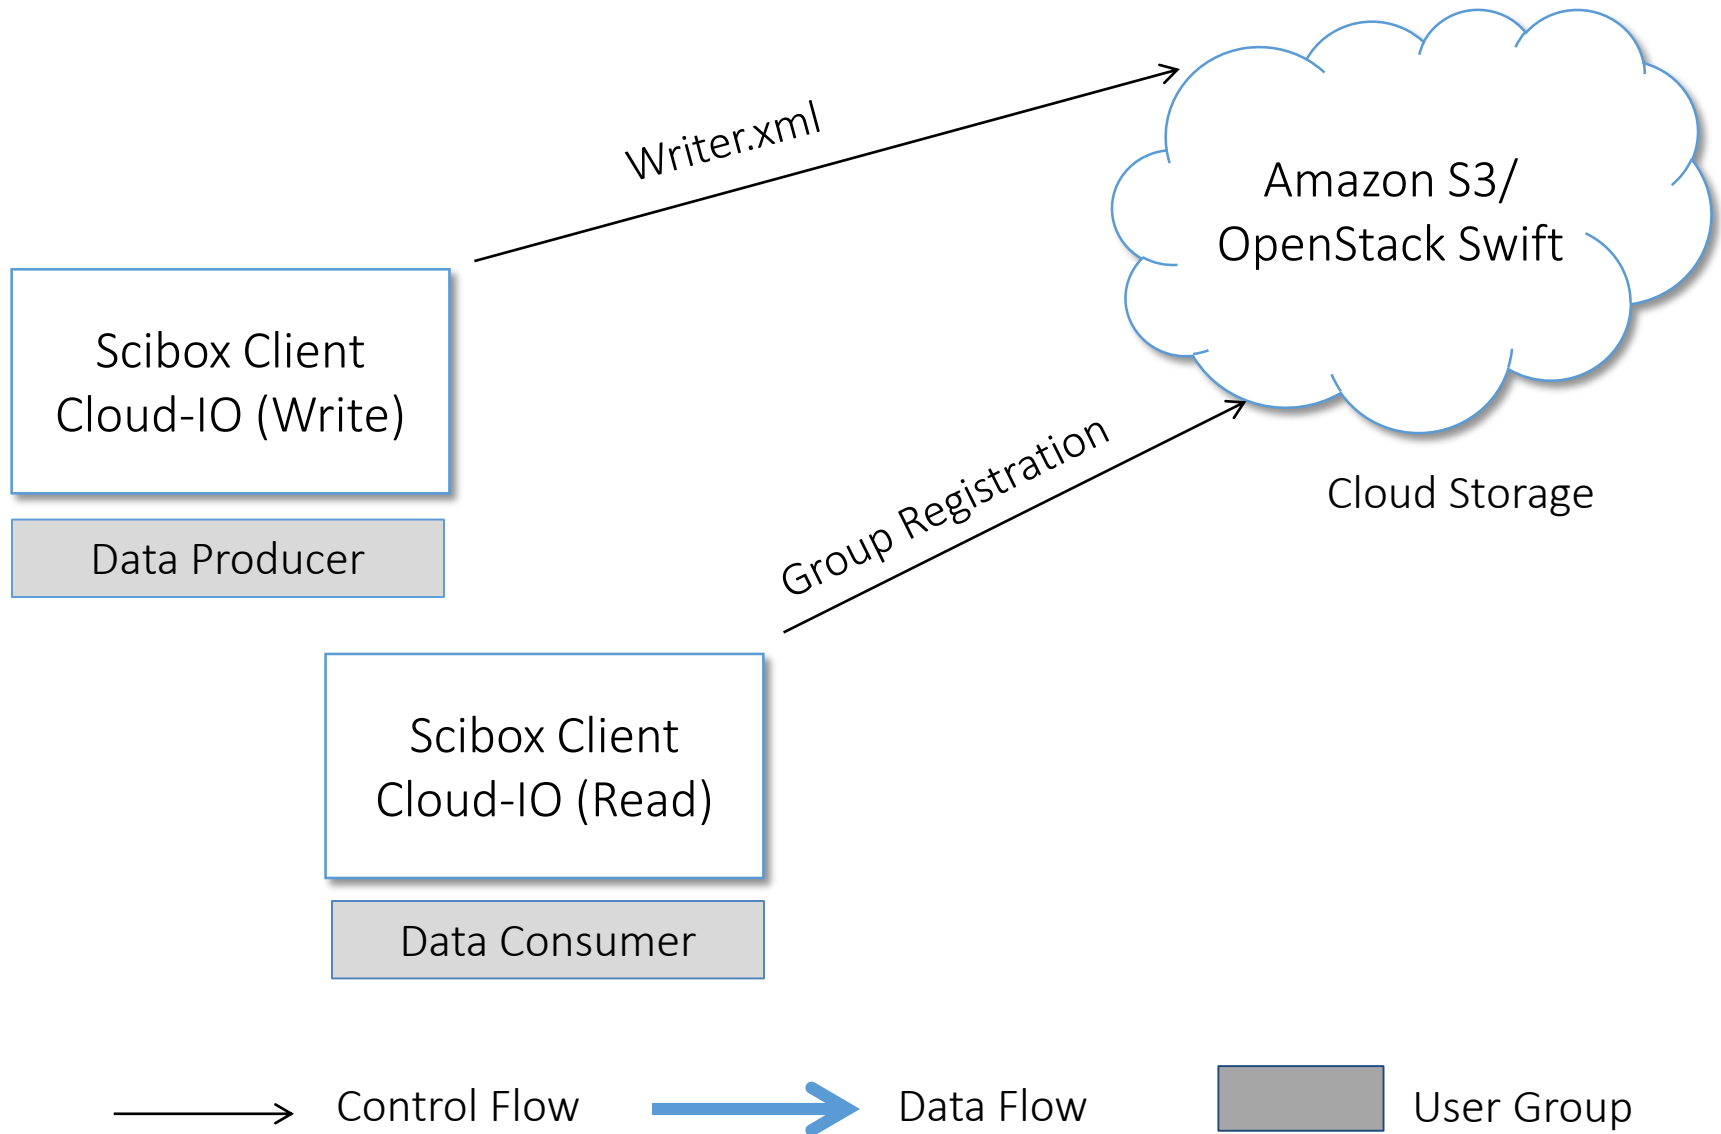 Writer.xml
Amazon S3/
OpenStack Swift
Scibox Client
Cloud-IO (Write)
Group Registration
Cloud Storage
Data Producer
Scibox Client
Cloud-IO (Read)
Data Consumer
Control Flow
Data Flow
User Group